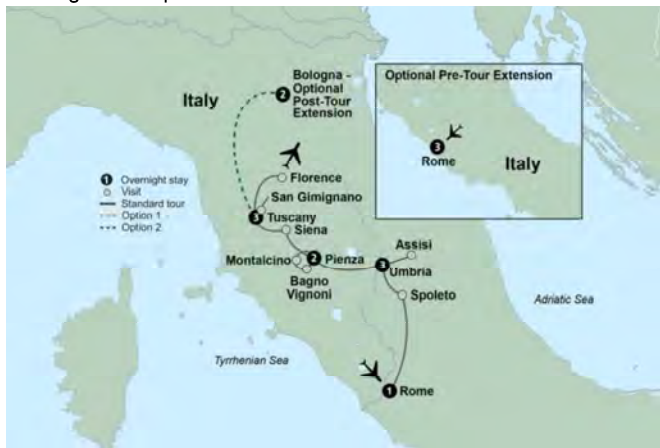 Italy
Bologna -
Optional
Post-Tour
Extension
2
Optional Pre-Tour Extension
3
Rome
Italy
1 Overnight stay
Visit
Standard tour
Option 1
Option 2
Florence
San Gimignano
3 Tuscany
Siena
Montalcino
2 Pienza
Bagno
Vignoni
Assisi
3
Umbria
Spoleto
Adriatic Sea
Tyrrhenian Sea
1 Rome